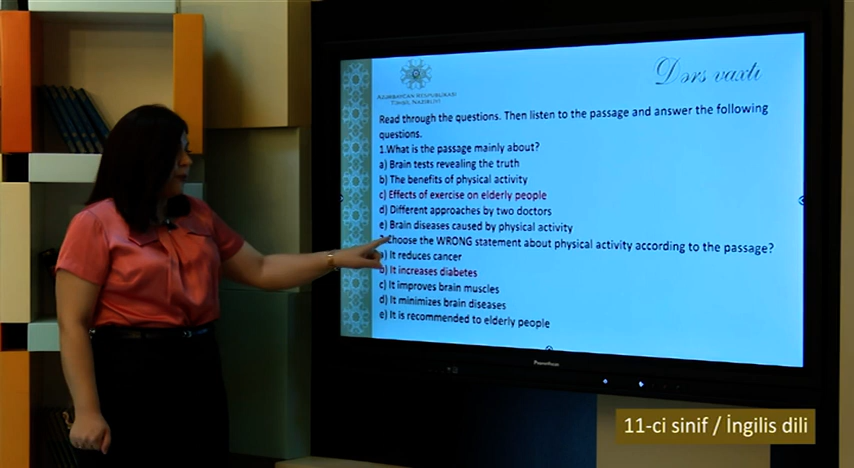 Dərs vaxtı
AZƏRBAYCAN RESPUBLİKASI
TƏHSİL NAZİRLİYİ
Read through the questions. Then listen to the passage and answer the following
questions.
1.What is the passage mainly about?
a) Brain tests revealing the truth
b) The benefits of physical activity
c) Effects of exercise on elderly people
d) Different approaches by two doctors
e) Brain diseases caused by physical activity
Choose the WRONG statement about physical activity according to the passage?
a) It reduces cancer
b) It increases diabetes
c) It improves brain muscles
d) It minimizes brain diseases
e) It is recommended to elderly people
Promethean
11-ci sinif / İngilis dili